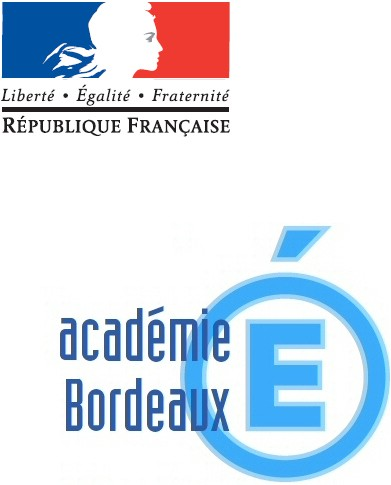 Liberté • Égalité • Fraternité
RÉPUBLIQUE FRANÇAISE
académie
Bordeaux
É